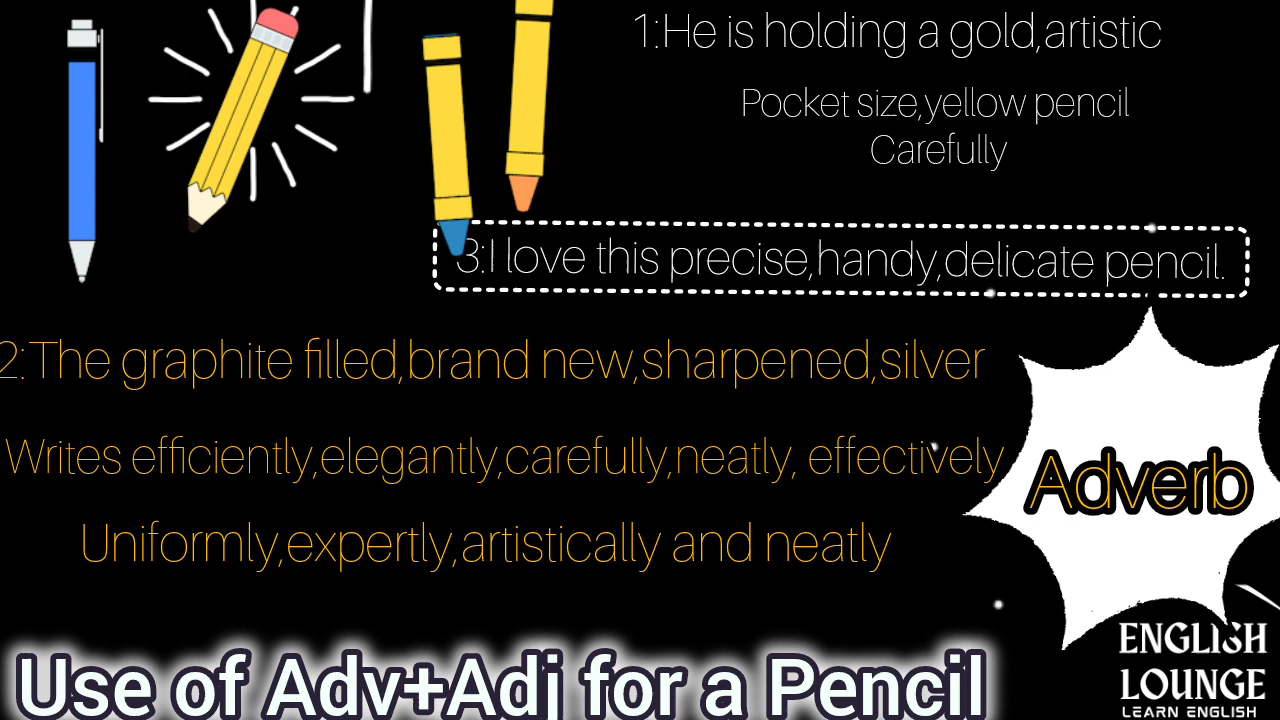 1:He is holding a gold,artistic
Pocket size,yellow pencil
Carefully
3:I love this precise,handy,delicate pencil.
2:The graphite filled,brand new,sharpened,silver
Writes efficiently,elegantly,carefully,neatly, effectively
Adverb
Uniformly,expertly,artistically and neatly
Use of Adv+Adj for a Pencil
ENGLISH
LOUNGE
LEARN ENGLISH